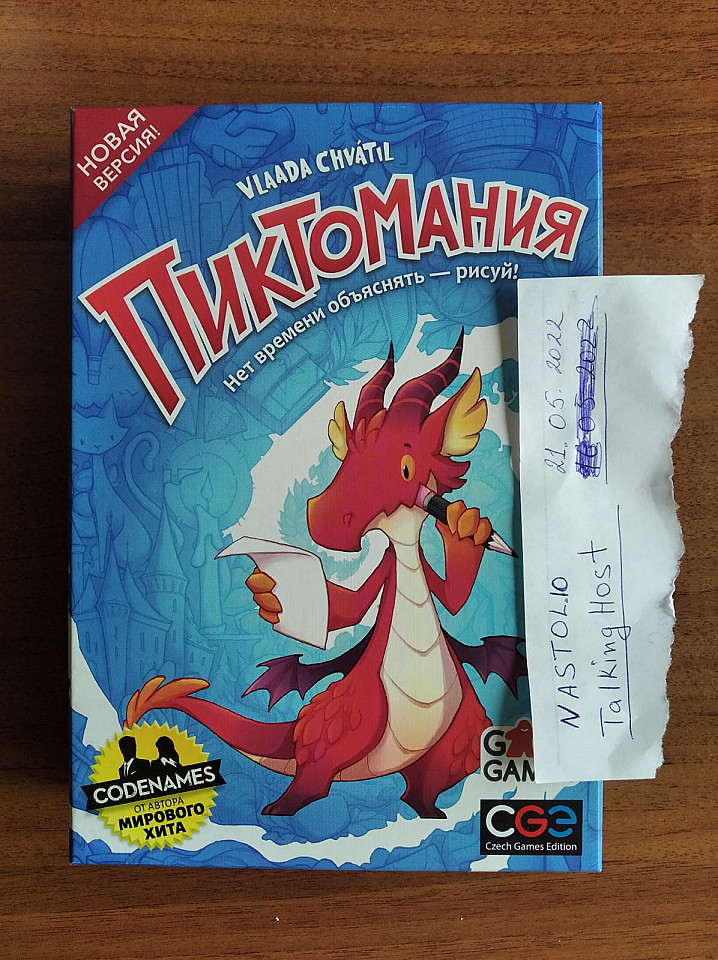 НОВАЯ
ВЕРСИЯ!
VLAADA CHVÁTIL
ПИКТОМАНИЯ
Нет времени объяснять — рисуй!
CODENAMES
ОТ АВТОРА
МИРОВОГО
ХИТА
G
GAM
CGE
Czech Games Edition
21.05.2022
NASTOL.IO
TalkingHost